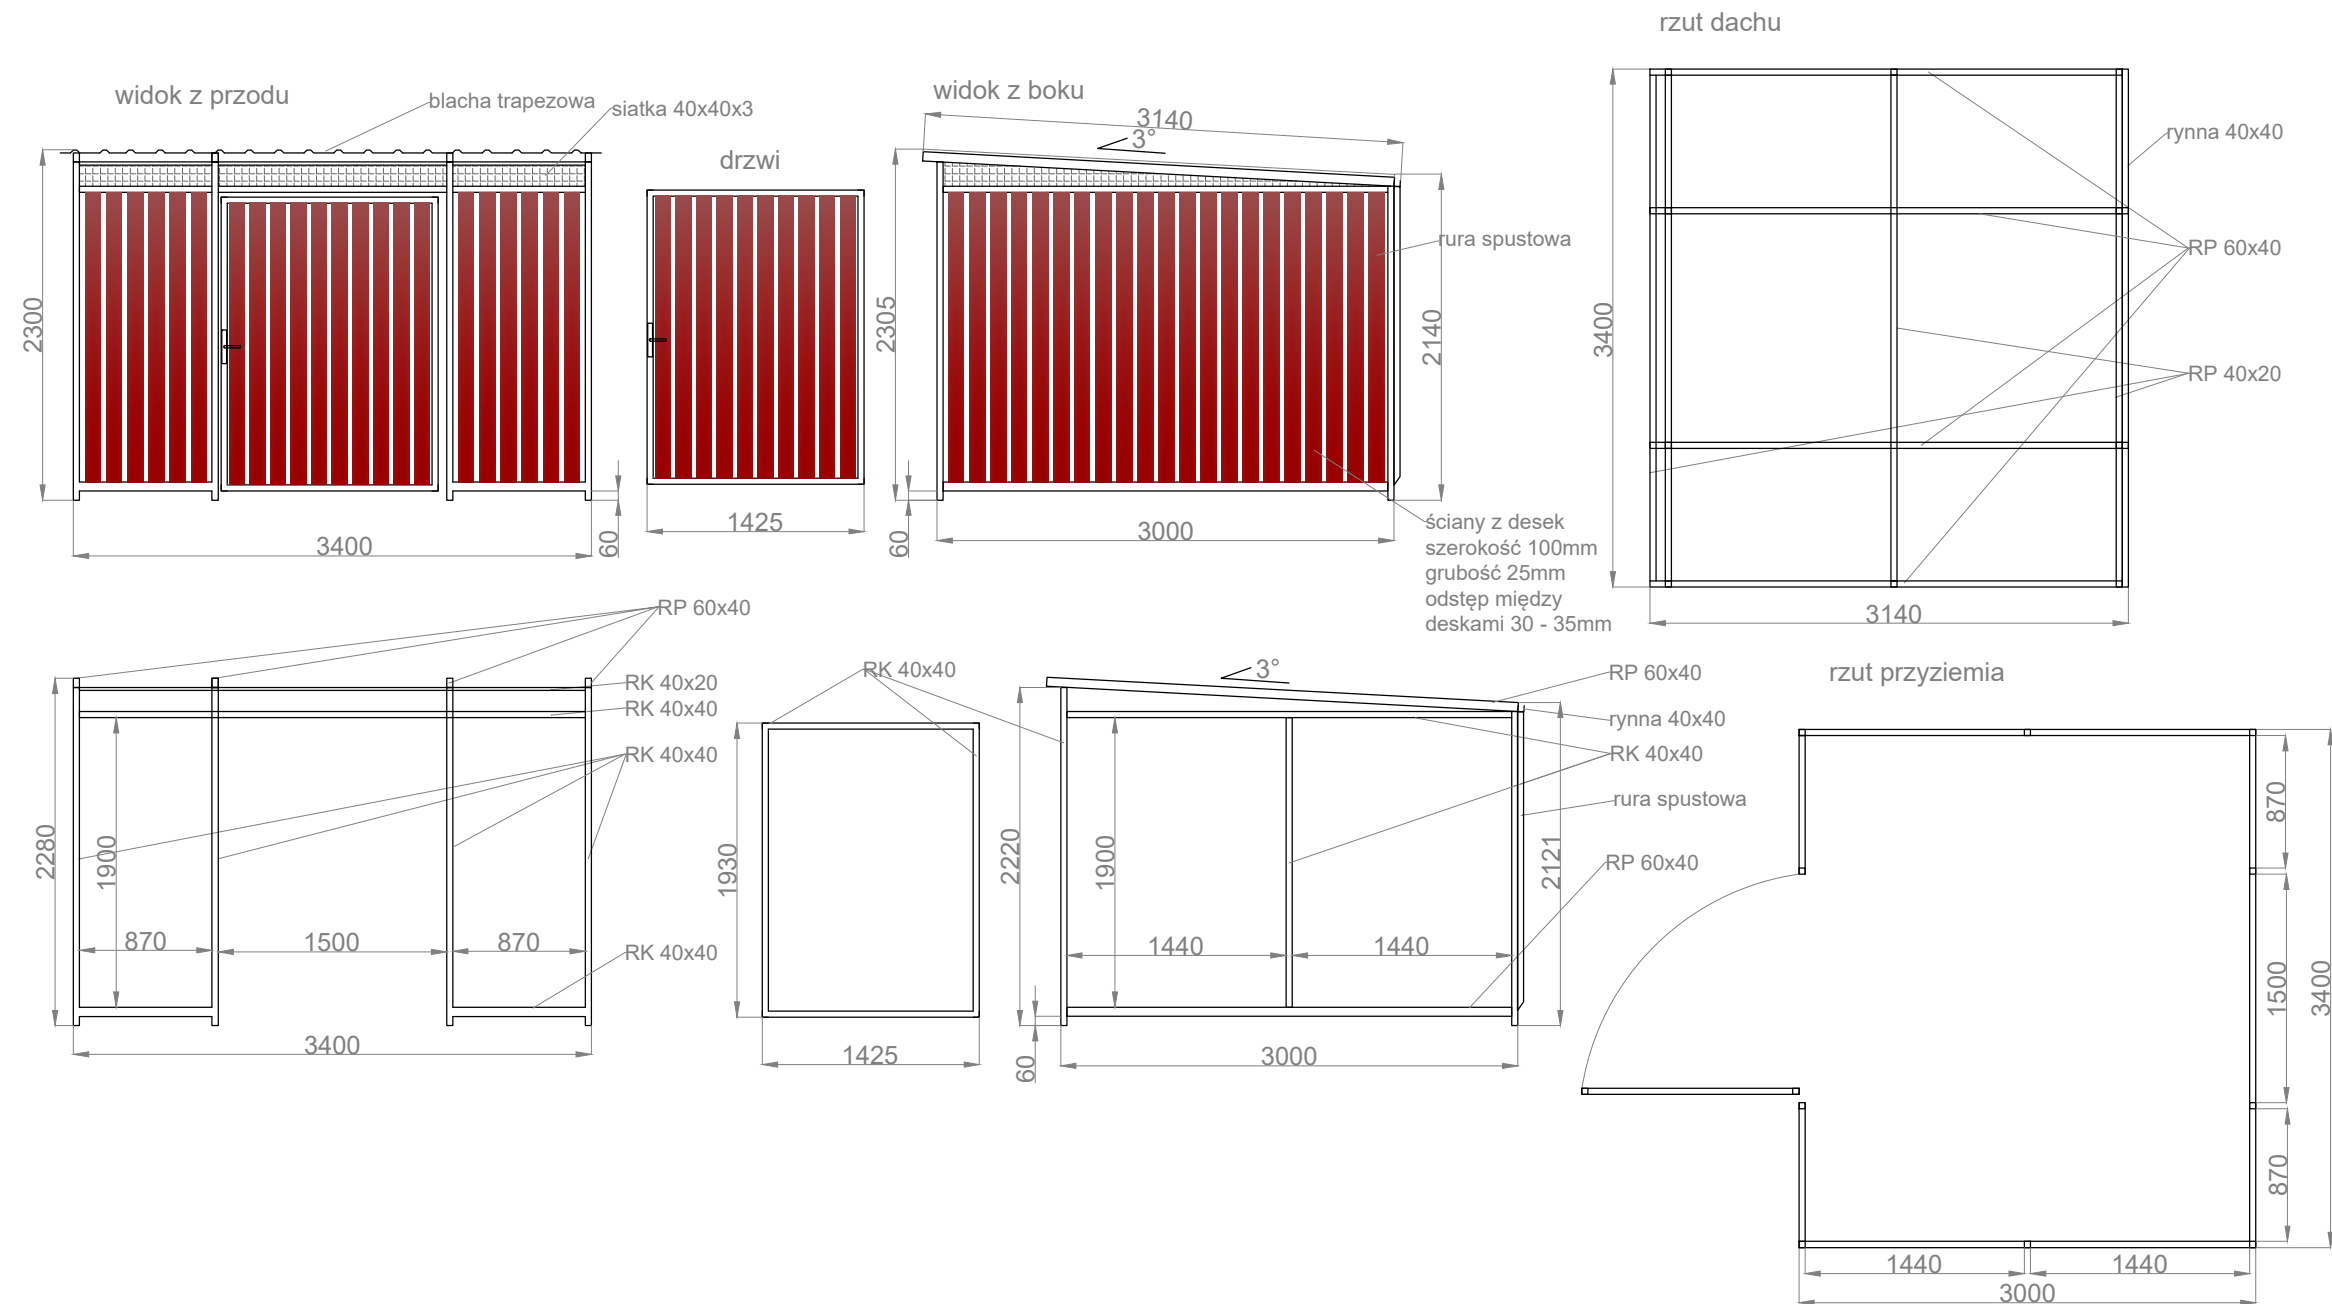 rzut dachu
widok z przodu
blacha trapezowa
siatka 40x40x3
widok z boku
3140
3°
drzwi
rynna 40x40
rura spustowa
RP 60x40
2300
2305
2140
3400
RP 40x20
3400
60
1425
60
3000
ściany z desek
szerokość 100mm
grubość 25mm
odstęp między
deskami 30 - 35mm
3140
RP 60x40
RK 40x20
RK 40x40
RK 40x40
RK 40x40
2280
1900
870
1500
870
3400
RK 40x40
1930
1425
3°
RP 60x40
rynna 40x40
RK 40x40
rura spustowa
RP 60x40
2220
1900
2121
1440
1440
60
3000
rzut przyziemia
870
1500
3400
870
1440
1440
3000